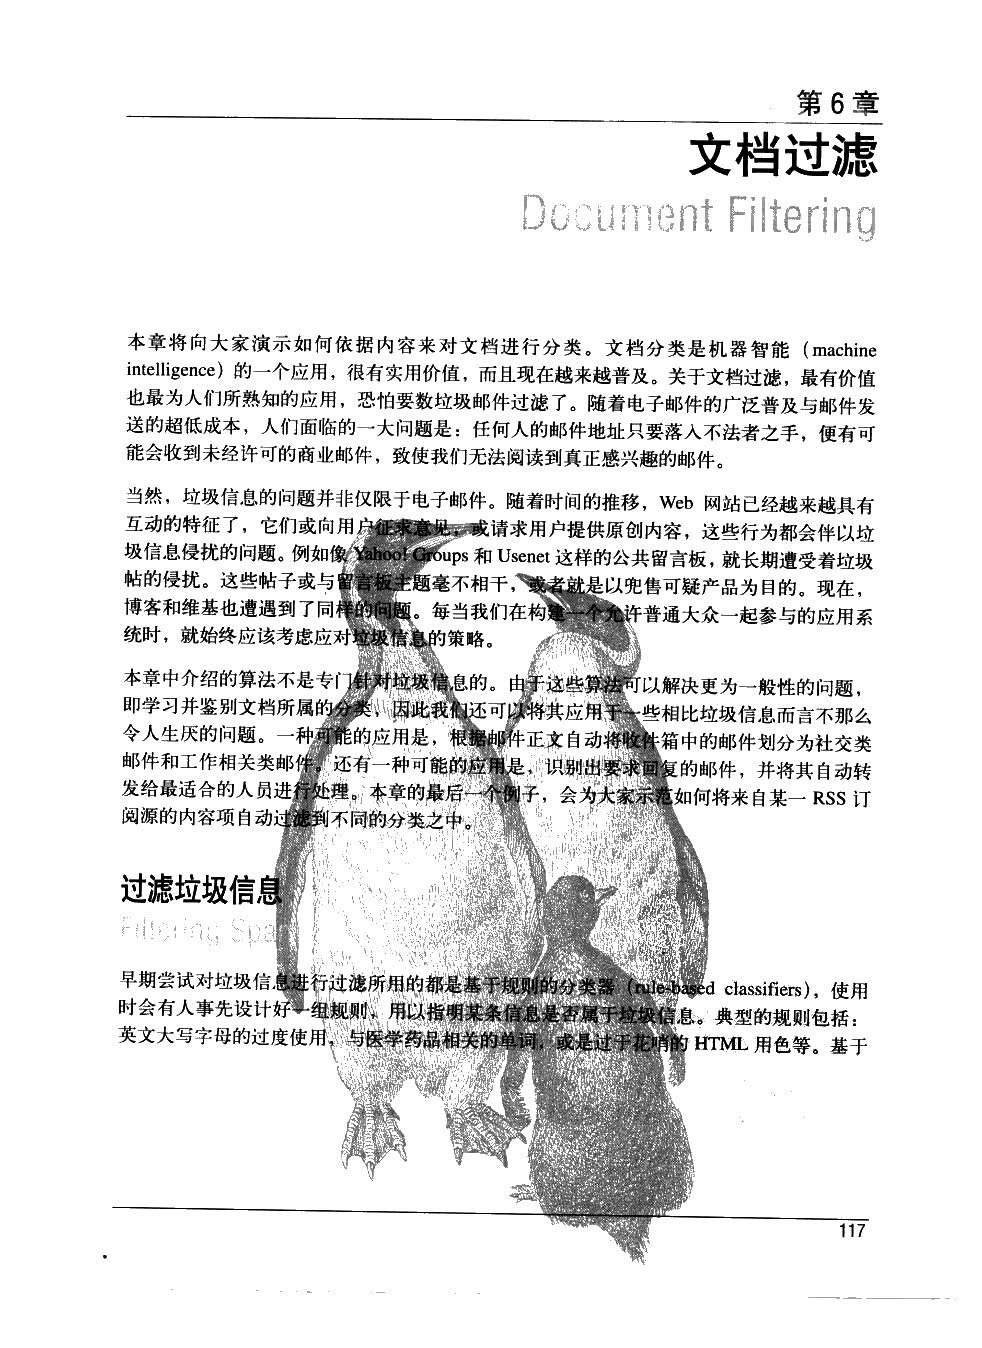 第 6 章
文档过滤
Document Filtering
本章将向大家演示如何依据内容来对文档进行分类。文档分类是机器智能（machine
intelligence）的一个应用，很有实用价值，而且现在越来越普及。关于文档过滤，最有价值
也最为人们所熟知的应用，恐怕要数垃圾邮件过滤了。随着电子邮件的广泛普及与邮件发
送的超低成本，人们面临的一大问题是：任何人的邮件地址只要落入不法者之手，便有可
能会收到未经许可的商业邮件，致使我们无法阅读到真正感兴趣的邮件。
当然，垃圾信息的问题并非仅限于电子邮件。随着时间的推移，Web 网站已经越来越具有
互动的特征了，它们或向用户征求意见，或请求用户提供原创内容，这些行为都会伴以垃
圾信息侵扰的问题。例如像 Yahoo! Groups 和 Usenet 这样的公共留言板，就长期遭受着垃圾
帖的侵扰。这些帖子或与留言板主题毫不相干，或者就是以兜售可疑产品为目的。现在，
博客和维基也遭遇到了同样的问题。每当我们在构建一个允许普通大众一起参与的应用系
统时，就始终应该考虑应对垃圾信息的策略。
本章中介绍的算法不是专门针对垃圾信息的。由于这些算法可以解决更为一般性的问题，
即学习并鉴别文档所属的分类，因此我们还可以将其应用于一些相比垃圾信息而言不那么
令人生厌的问题。一种可能的应用是，根据邮件正文自动将收件箱中的邮件划分为社交类
邮件和工作相关类邮件。还有一种可能的应用是，识别出要求回复的邮件，并将其自动转
发给最适合的人员进行处理。本章的最后一个例子，会为大家示范如何将来自某一 RSS 订
阅源的内容项自动过滤到不同的分类之中。
过滤垃圾信息
Filtering Spa
早期尝试对垃圾信息进行过滤所用的都是基于规则的分类器（rule-based classifiers），使用
时会有人事先设计好一组规则，用以指明某条信息是否属于垃圾信息。典型的规则包括：
英文大写字母的过度使用，与医学药品相关的单词，或是过于花哨的 HTML 用色等。基于
117